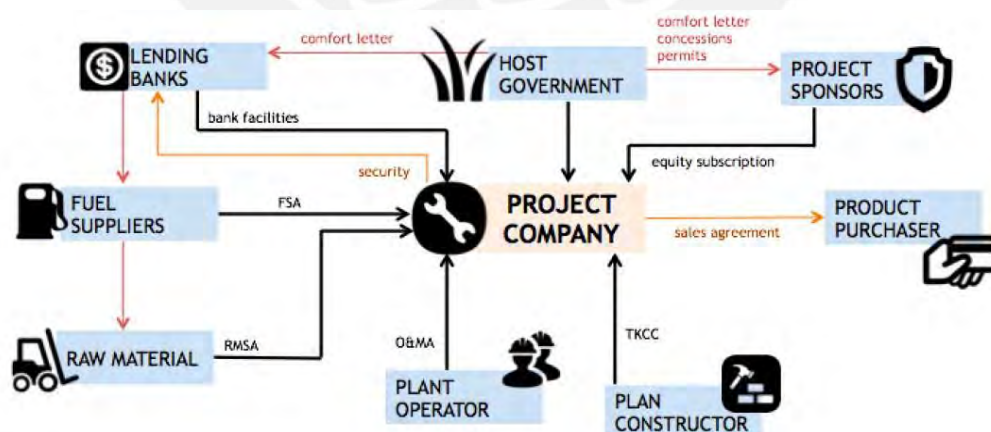 comfort letter
LENDING
BANKS
HOST
GOVERNMENT
comfort letter
concessions
permits
PROJECT
SPONSORS
bank facilities
security
equity subscription
FUEL
SUPPLIERS
FSA
PROJECT
COMPANY
sales agreement
PRODUCT
PURCHASER
RAW MATERIAL
RMSA
O&MA
TKCC
PLANT
OPERATOR
PLAN
CONSTRUCTOR